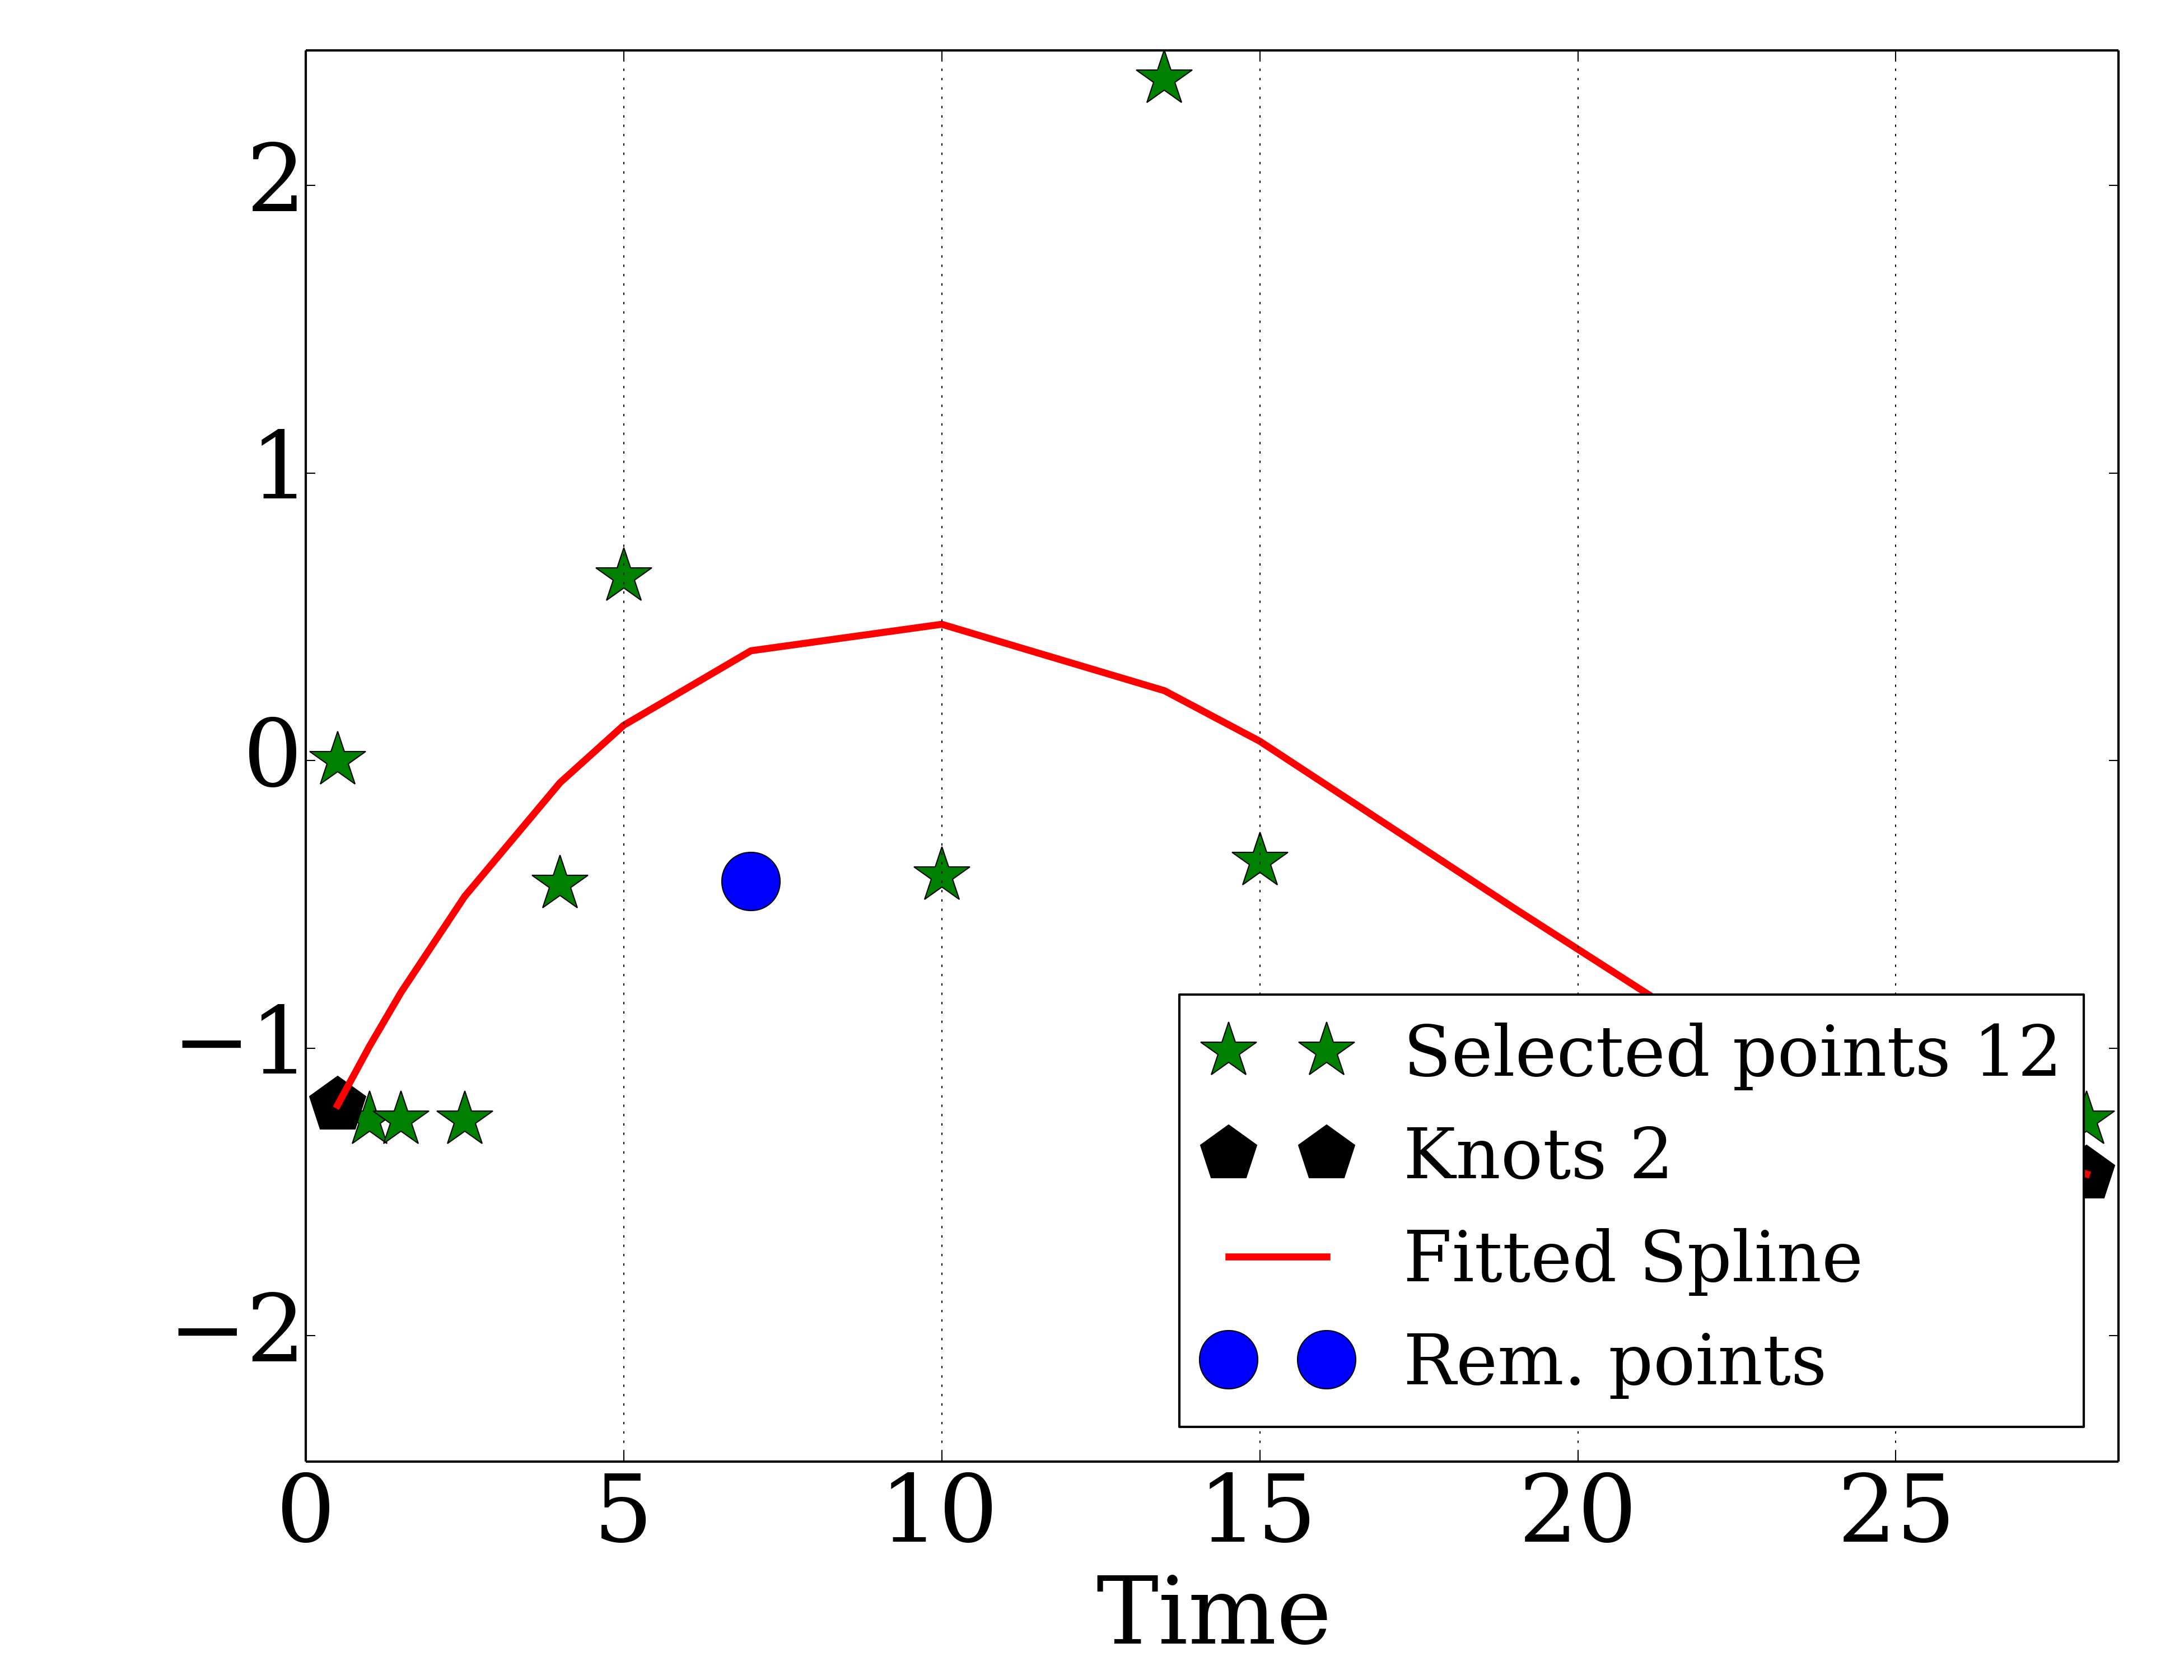 2
1
0
−1
−2
Selected points 12
Knots 2
Fitted Spline
Rem. points
0 5 10 15 20 25
Time